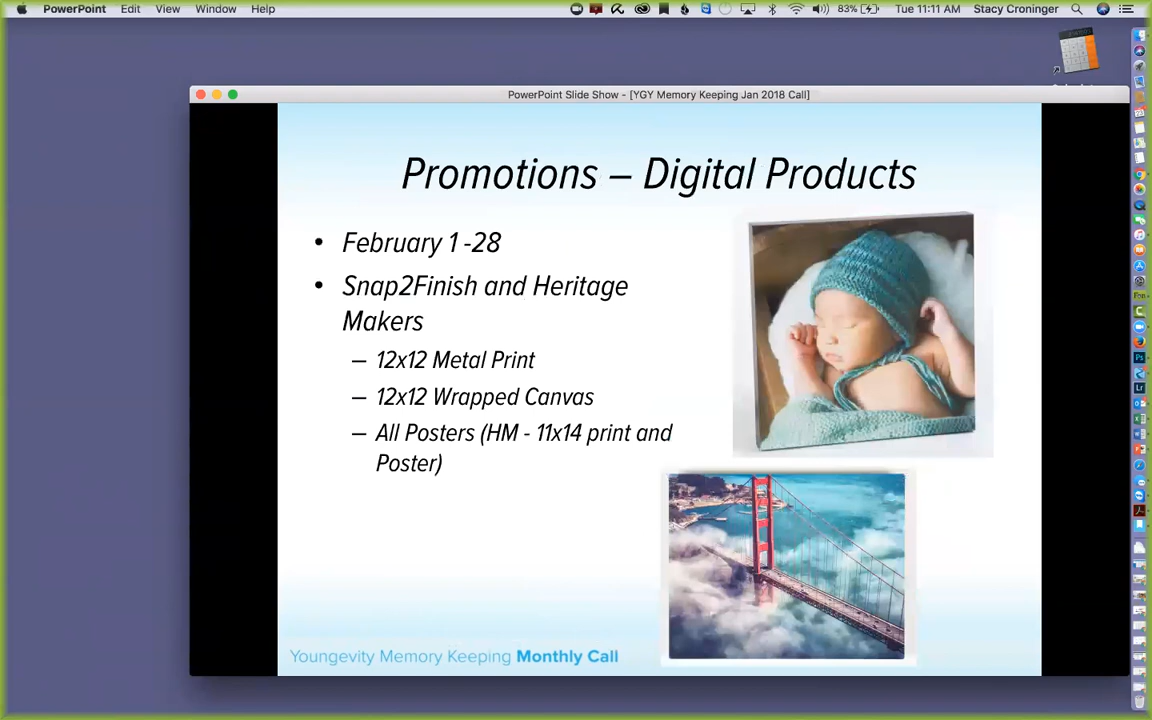 PowerPoint Edit View Window Help 83% Tue 11:11 AM Stacy Croninger
PowerPoint Slide Show - [YGY Memory Keeping Jan 2018 Call]
Promotions – Digital Products
• February 1 -28
• Snap2Finish and Heritage
Makers
– 12x12 Metal Print
– 12x12 Wrapped Canvas
– All Posters (HM - 11x14 print and
Poster)
Youngevity Memory Keeping Monthly Call